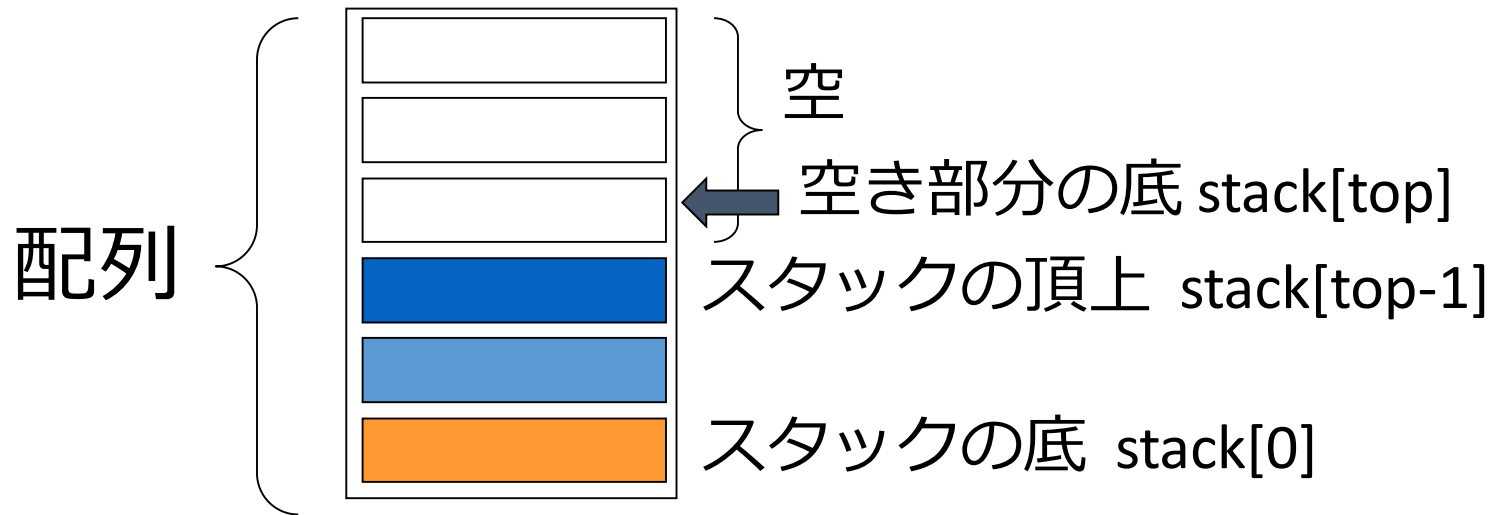 空
空き部分の底 stack[top]
配列
スタックの頂上 stack[top-1]
スタックの底 stack[0]